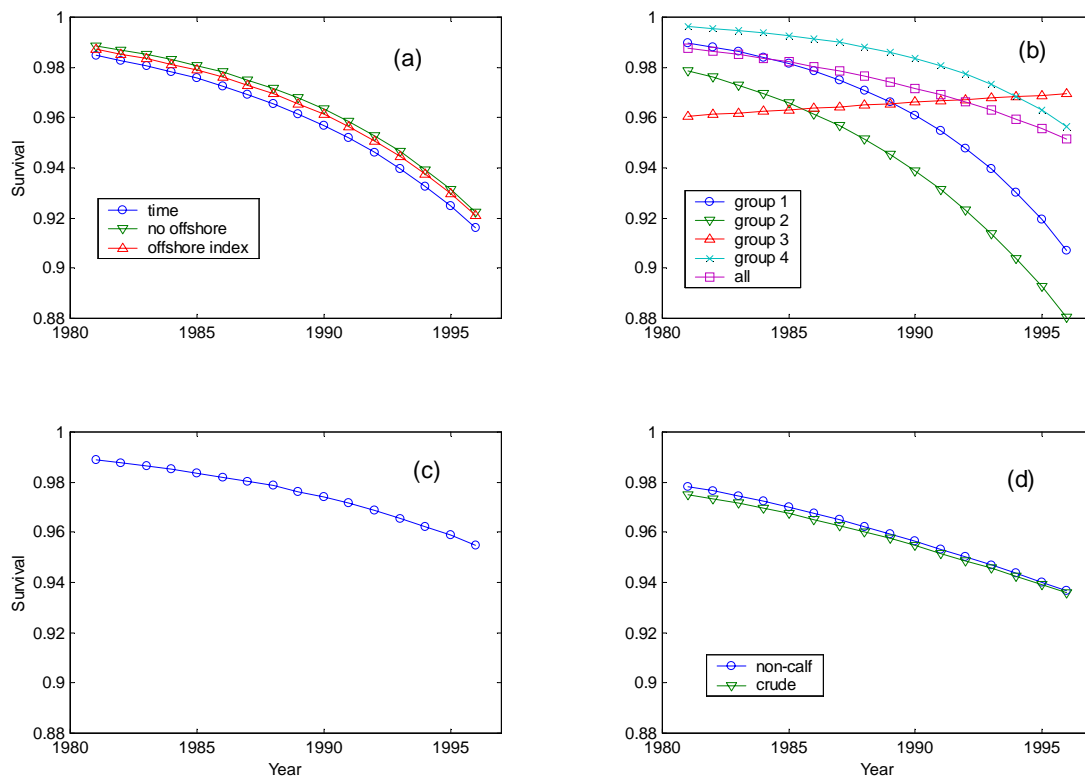 1
0.98
0.96
0.94
0.92
0.9
0.88
Survival
1980
1985
1990
1995
(a)
time
no offshore
offshore index
1
0.98
0.96
0.94
0.92
0.9
0.88
1980
1985
1990
1995
(b)
group 1
group 2
group 3
group 4
all
1
0.98
0.96
0.94
0.92
0.9
0.88
Survival
1980
1985
1990
1995
Year
(c)
1
0.98
0.96
0.94
0.92
0.9
0.88
1980
1985
1990
1995
Year
(d)
non-calf
crude